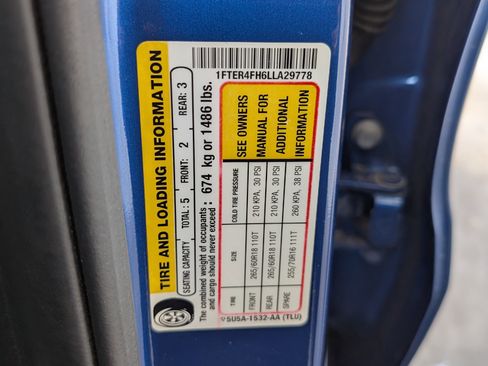 1FTER4FH6LLA29778
TIRE AND LOADING INFORMATION
SEATING CAPACITY TOTAL: 5 FRONT: 2 REAR: 3
The combined weight of occupants
and cargo should never exceed: 674 kg or 1486 lbs.
TIRE SIZE COLD TIRE PRESSURE SEE OWNERS
FRONT 265/60R18 110T 210 KPA, 30 PSI MANUAL FOR
REAR 265/60R18 110T 210 KPA, 30 PSI ADDITIONAL
SPARE 255/70R16 111T 260 KPA, 38 PSI INFORMATION
5U5A-1532-AA (TLU)